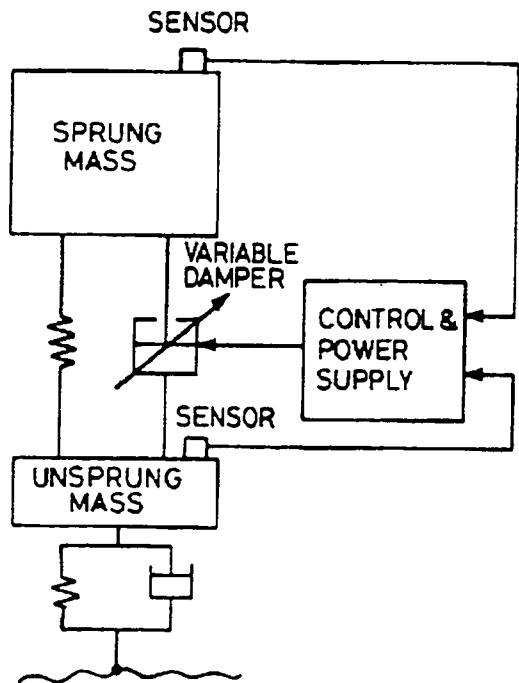 SENSOR
SPRUNG
MASS
VARIABLE
DAMPER
CONTROL &
POWER
SUPPLY
SENSOR
UNSPRUNG
MASS